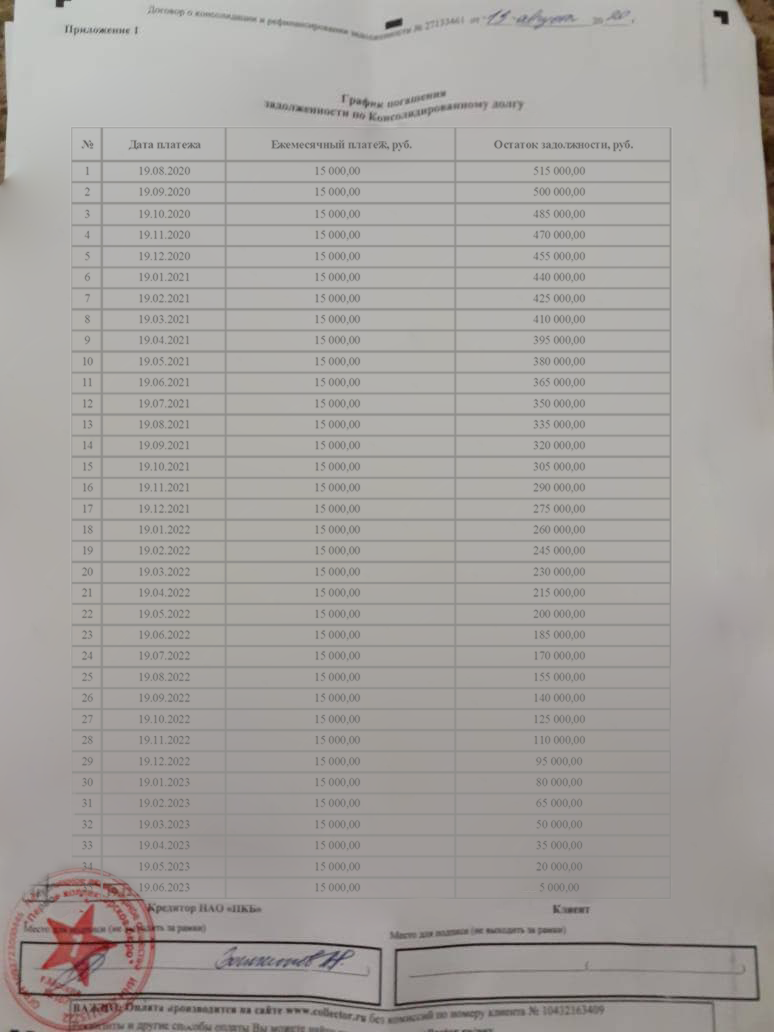 Договор о консолидации и рефинансировании задолженности № 27133461 от 19 августа 2020.
Приложение 1
График погашения
задолженности по Консолидированному долгу
№ Дата платежа Ежемесячный платеж, руб. Остаток задолжности, руб.
1 19.08.2020 15 000,00 515 000,00
2 19.09.2020 15 000,00 500 000,00
3 19.10.2020 15 000,00 485 000,00
4 19.11.2020 15 000,00 470 000,00
5 19.12.2020 15 000,00 455 000,00
6 19.01.2021 15 000,00 440 000,00
7 19.02.2021 15 000,00 425 000,00
8 19.03.2021 15 000,00 410 000,00
9 19.04.2021 15 000,00 395 000,00
10 19.05.2021 15 000,00 380 000,00
11 19.06.2021 15 000,00 365 000,00
12 19.07.2021 15 000,00 350 000,00
13 19.08.2021 15 000,00 335 000,00
14 19.09.2021 15 000,00 320 000,00
15 19.10.2021 15 000,00 305 000,00
16 19.11.2021 15 000,00 290 000,00
17 19.12.2021 15 000,00 275 000,00
18 19.01.2022 15 000,00 260 000,00
19 19.02.2022 15 000,00 245 000,00
20 19.03.2022 15 000,00 230 000,00
21 19.04.2022 15 000,00 215 000,00
22 19.05.2022 15 000,00 200 000,00
23 19.06.2022 15 000,00 185 000,00
24 19.07.2022 15 000,00 170 000,00
25 19.08.2022 15 000,00 155 000,00
26 19.09.2022 15 000,00 140 000,00
27 19.10.2022 15 000,00 125 000,00
28 19.11.2022 15 000,00 110 000,00
29 19.12.2022 15 000,00 95 000,00
30 19.01.2023 15 000,00 80 000,00
31 19.02.2023 15 000,00 65 000,00
32 19.03.2023 15 000,00 50 000,00
33 19.04.2023 15 000,00 35 000,00
34 19.05.2023 15 000,00 20 000,00
19.06.2023 15 000,00 5 000,00
Кредитор НАО «ПКБ» Клиент
Место для подписи (не выходить за рамки) Место для подписи (не выходить за рамки)
ВАЖНО: Оплата производится на сайте www.collector.ru без комиссий по номеру клиента № 10432163409
и другие способы оплаты Вы можете